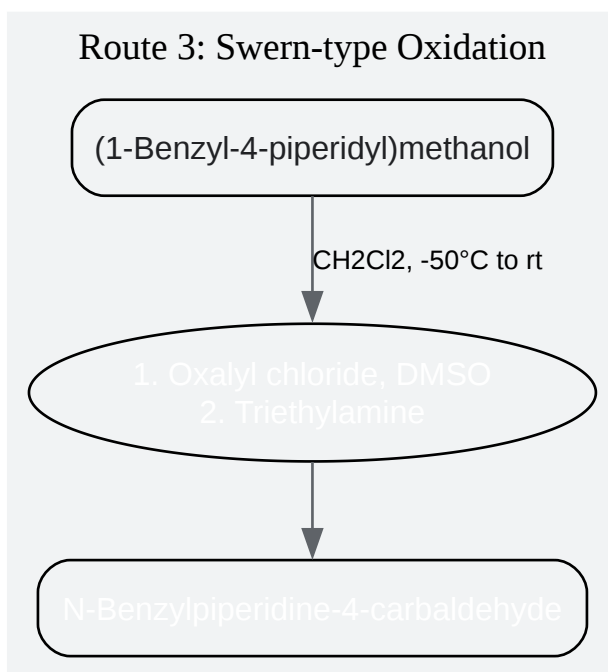 Route 3: Swern-type Oxidation
(1-Benzyl-4-piperidyl)methanol
CH2Cl2, -50°C to rt
1. Oxalyl chloride, DMSO
2. Triethylamine
N-Benzylpiperidine-4-carbaldehyde